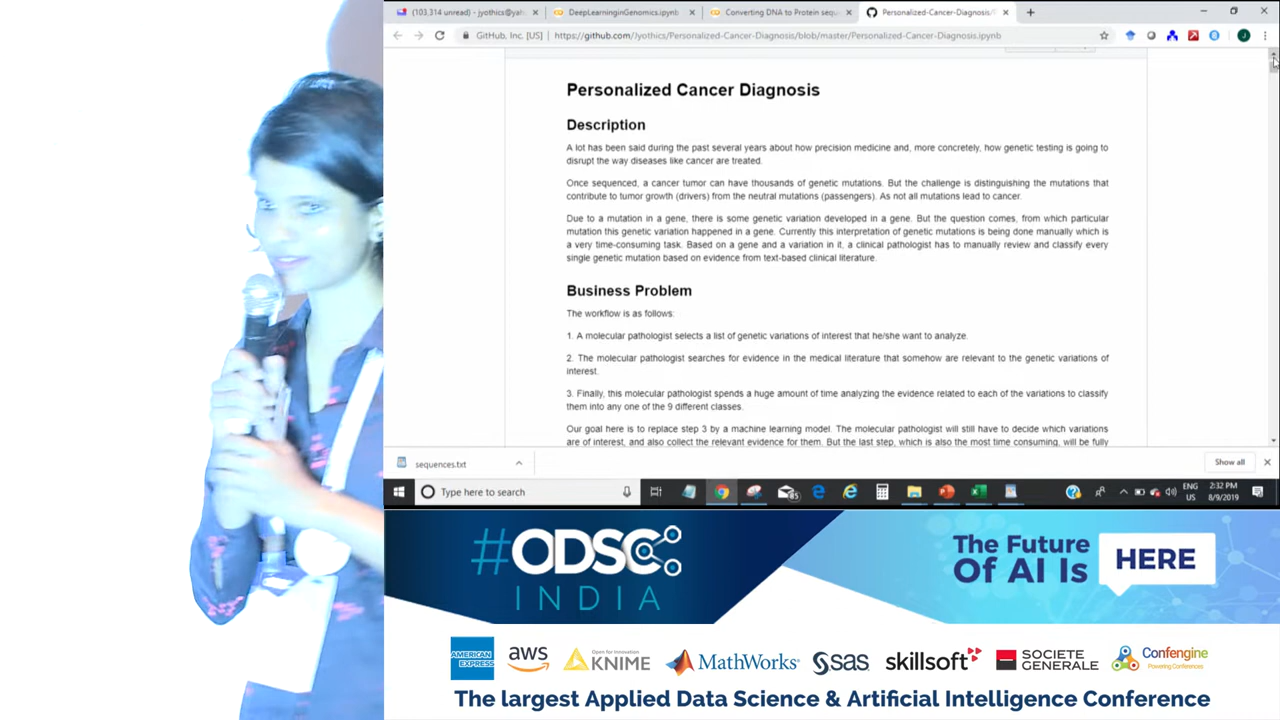 (103,314 unread) - jyothics@yah
DeepLearninginGenomics.ipynb
Converting DNA to Protein sequ
Personalized-Cancer-Diagnosis/
GitHub, Inc. [US]
https://github.com/Jyothics/Personalized-Cancer-Diagnosis/blob/master/Personalized-Cancer-Diagnosis.ipynb
Personalized Cancer Diagnosis
Description
A lot has been said during the past several years about how precision medicine and, more concretely, how genetic testing is going to
disrupt the way diseases like cancer are treated.
Once sequenced, a cancer tumor can have thousands of genetic mutations. But the challenge is distinguishing the mutations that
contribute to tumor growth (drivers) from the neutral mutations (passengers). As not all mutations lead to cancer.
Due to a mutation in a gene, there is some genetic variation developed in a gene. But the question comes, from which particular
mutation this genetic variation happened in a gene. Currently this interpretation of genetic mutations is being done manually which is
a very time-consuming task. Based on a gene and a variation in it, a clinical pathologist has to manually review and classify every
single genetic mutation based on evidence from text-based clinical literature.
Business Problem
The workflow is as follows:
1. A molecular pathologist selects a list of genetic variations of interest that he/she want to analyze.
2. The molecular pathologist searches for evidence in the medical literature that somehow are relevant to the genetic variations of
interest.
3. Finally, this molecular pathologist spends a huge amount of time analyzing the evidence related to each of the variations to classify
them into any one of the 9 different classes.
Our goal here is to replace step 3 by a machine learning model. The molecular pathologist will still have to decide which variations
are of interest, and also collect the relevant evidence for them. But the last step, which is also the most time consuming, will be fully
sequences.txt
Show all
Type here to search
ENG
US
2:32 PM
8/9/2019
#ODSC
INDIA
The Future
Of AI Is
HERE
AMERICAN
EXPRESS
aws
Open for Innovation
KNIME
MathWorks
sas
skillsoft
SOCIETE
GENERALE
Confengine
Powering Conferences
The largest Applied Data Science & Artificial Intelligence Conference